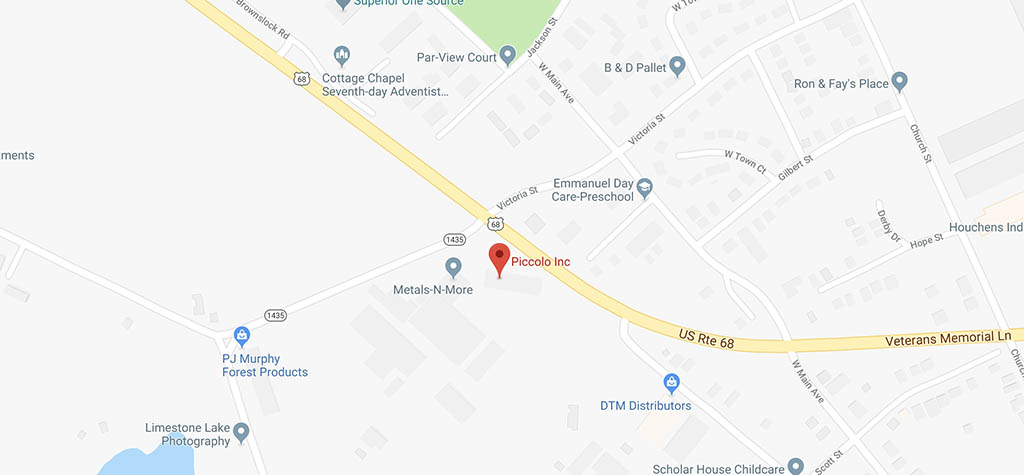 Superior One Source
Brownslock Rd
W To
Jackson St
Par-View Court
68
Cottage Chapel
Seventh-day Adventist...
W Main Ave
B & D Pallet
Ron & Fay's Place
Victoria St
Church St
yments
W Town Ct
Gilbert St
Emmanuel Day
Care-Preschool
Victoria St
68
1435
Derby Dr
Hope St
Houchens Ind
Piccolo Inc
Metals-N-More
1435
US Rte 68
Veterans Memorial Ln
PJ Murphy
Forest Products
Church
W Main Ave
DTM Distributors
Limestone Lake
Photography
Scott St
Scholar House Childcare